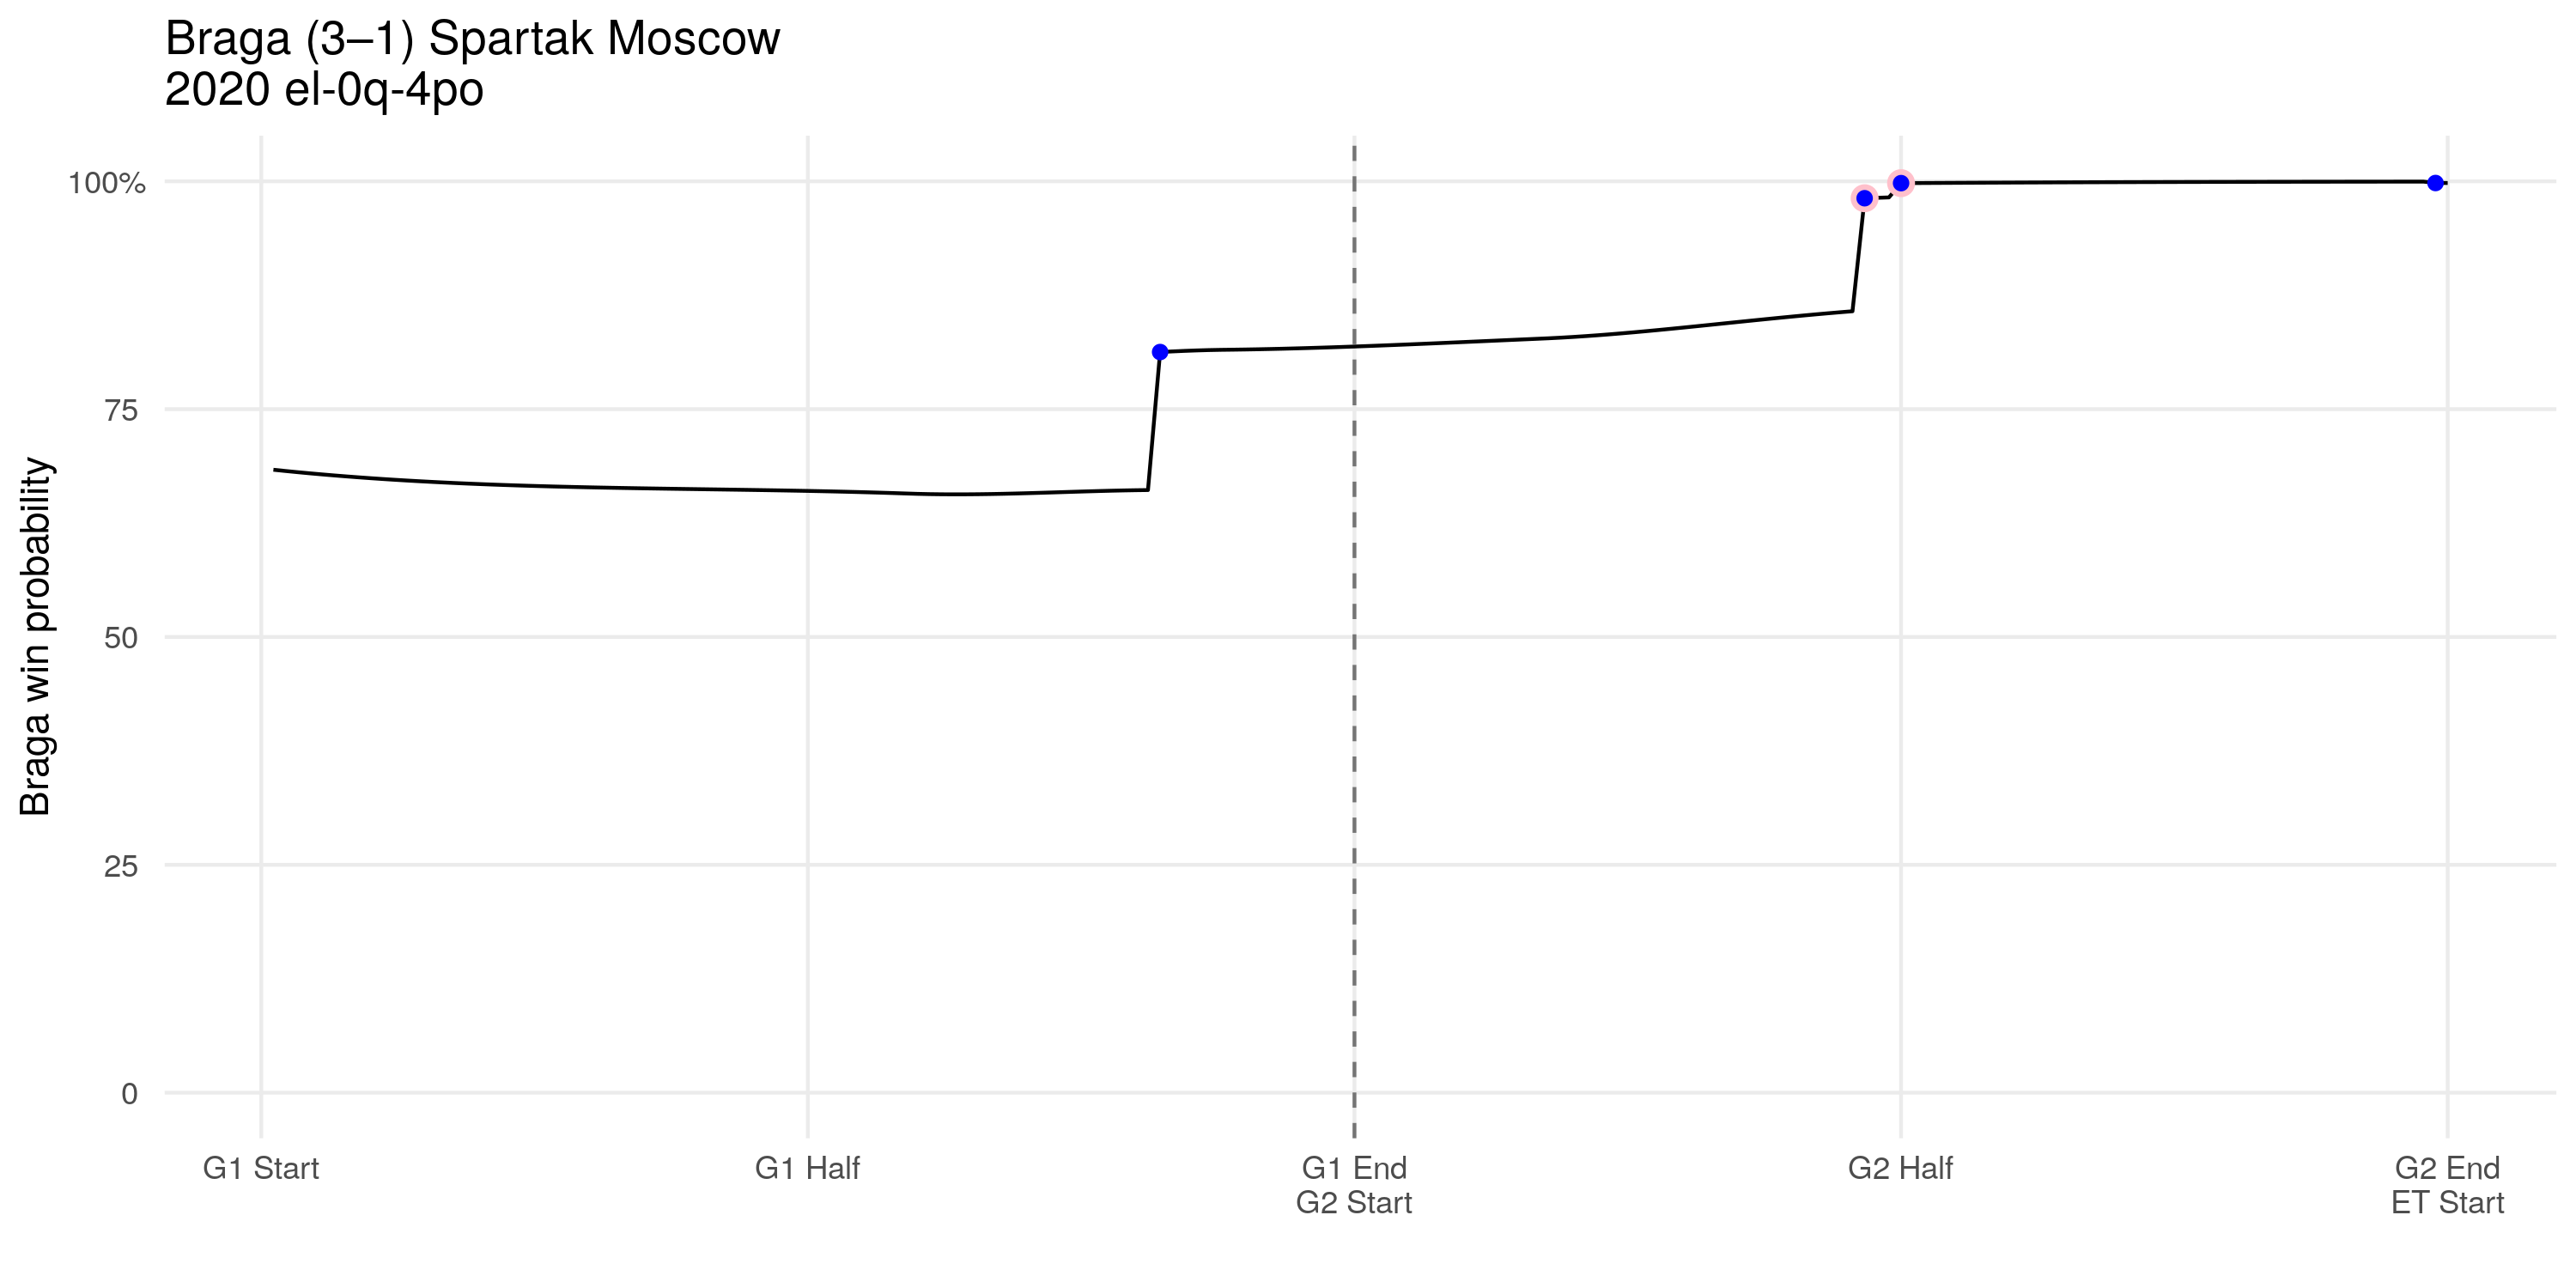 Braga (3–1) Spartak Moscow
2020 el-0q-4po
Braga win probability
100%
75
50
25
0
G1 Start
G1 Half
G1 End
G2 Start
G2 Half
G2 End
ET Start